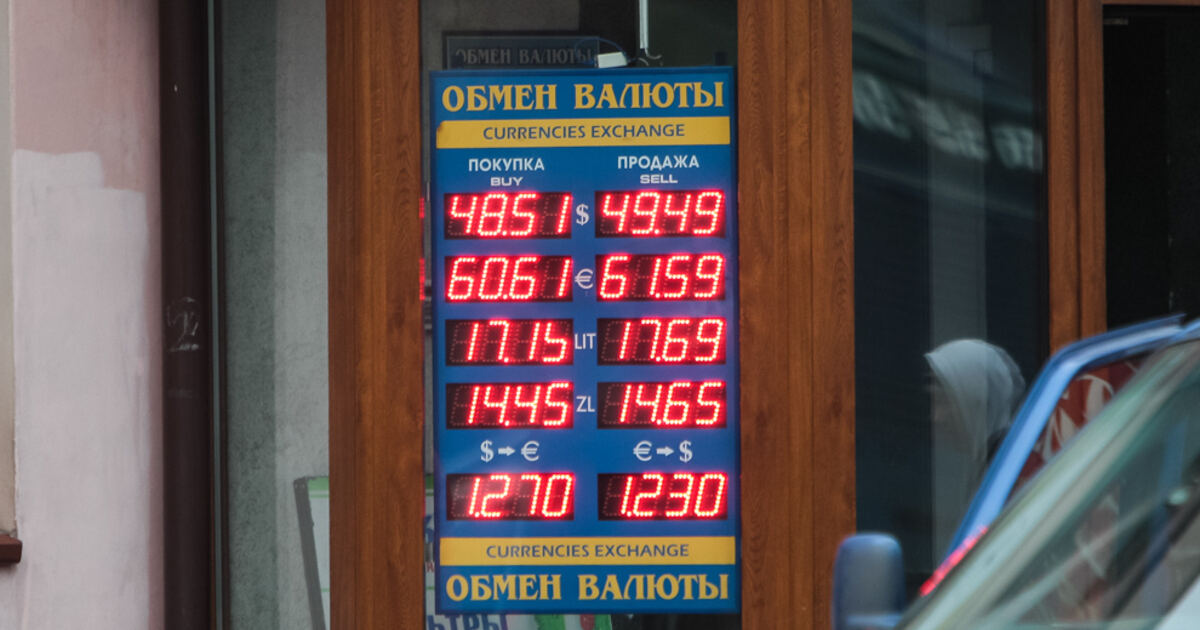 ОБМЕН ВАЛЮТЫ
ОБМЕН ВАЛЮТЫ
CURRENCIES EXCHANGE
ПОКУПКА ПРОДАЖА
BUY SELL
48.51 $ 49.49
60.61 € 61.59
17.15 LIT 17.69
14.45 ZL 14.65
$ → € € → $
1.270 1.230
CURRENCIES EXCHANGE
ОБМЕН ВАЛЮТЫ